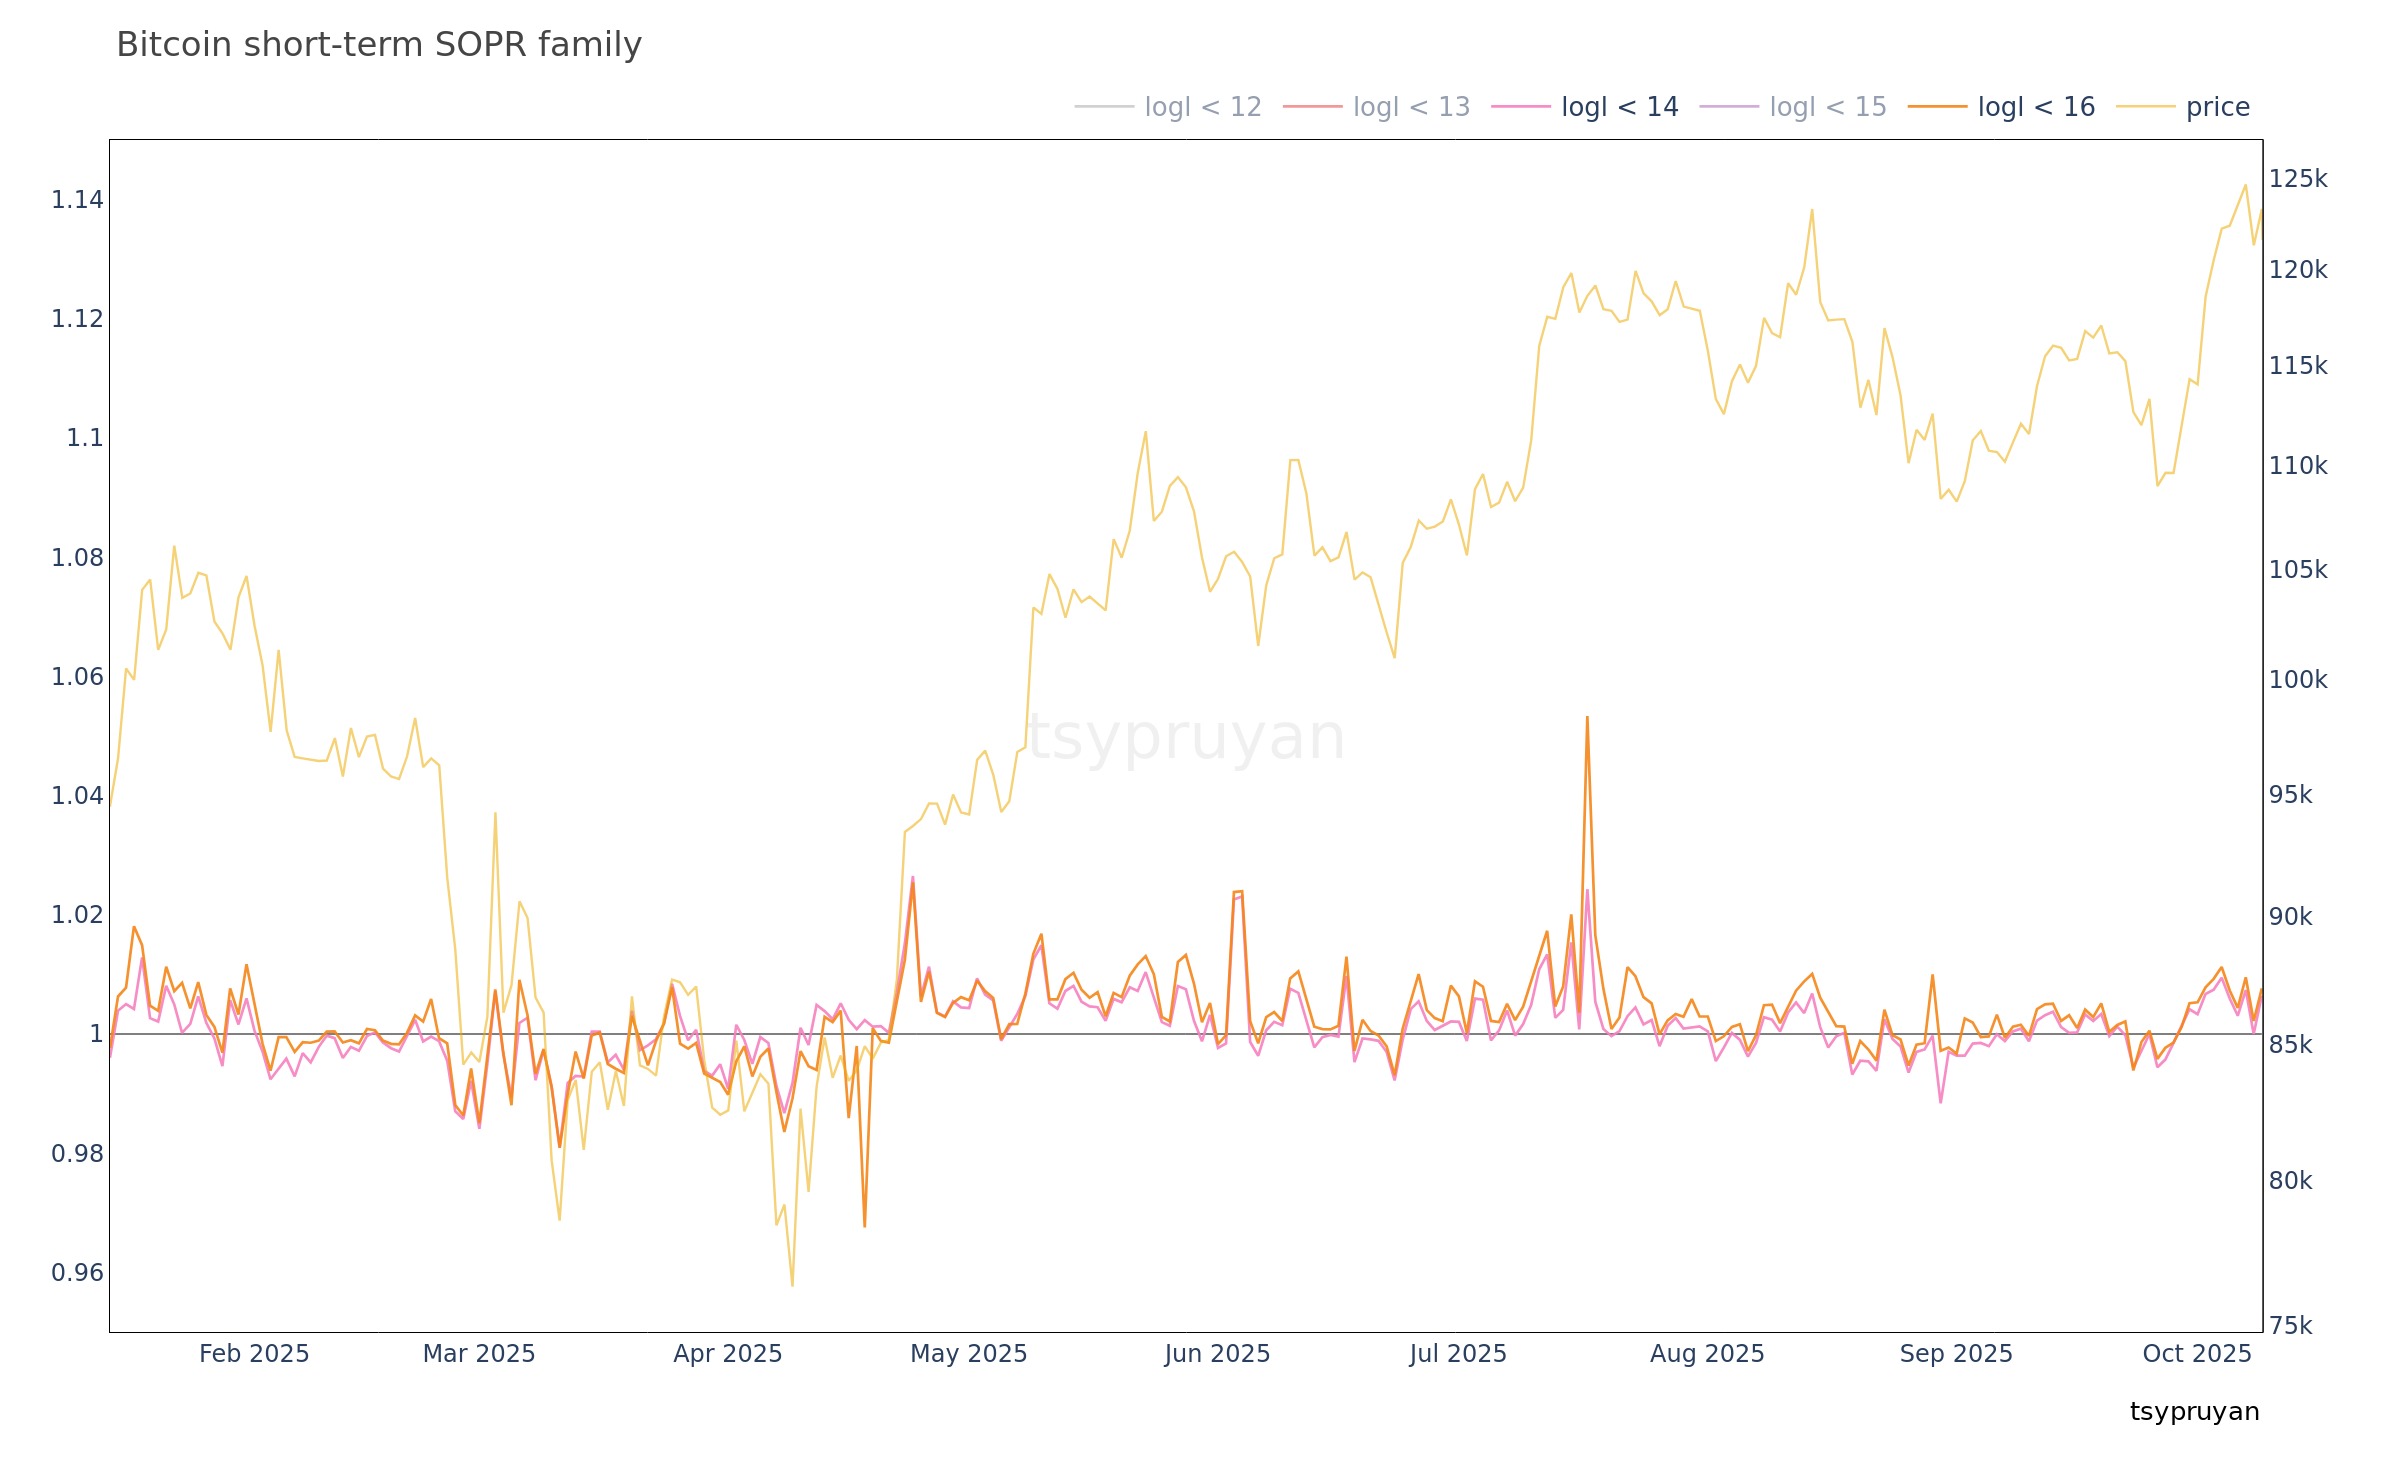 Bitcoin short-term SOPR family
logl < 12 logl < 13 logl < 14 logl < 15 logl < 16 price
1.14
1.12
1.1
1.08
1.06
1.04
1.02
1
0.98
0.96
125k
120k
115k
110k
105k
100k
95k
90k
85k
80k
75k
tsypruyan
Feb 2025 Mar 2025 Apr 2025 May 2025 Jun 2025 Jul 2025 Aug 2025 Sep 2025 Oct 2025
tsypruyan